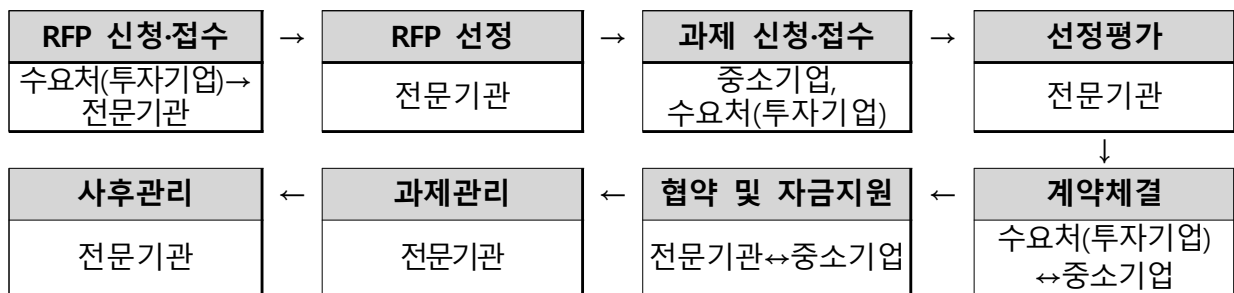 RFP 신청·접수 → RFP 선정 → 과제 신청·접수 → 선정평가
수요처(투자기업)→
전문기관
전문기관
중소기업,
수요처(투자기업)
전문기관
↓
사후관리 ← 과제관리 ← 협약 및 자금지원 ← 계약체결
전문기관
전문기관
전문기관↔중소기업
수요처(투자기업)
↔중소기업